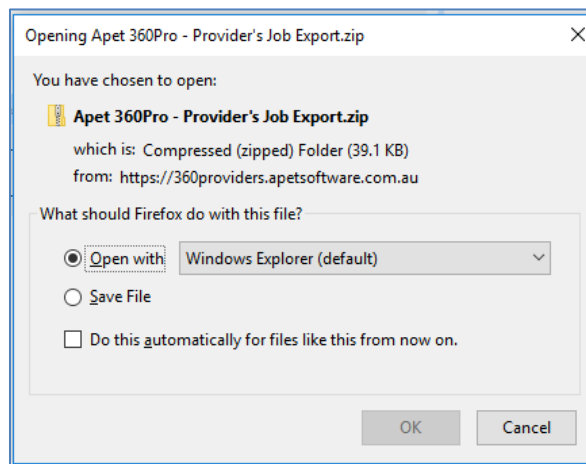 Opening Apet 360Pro - Provider's Job Export.zip
You have chosen to open:
Apet 360Pro - Provider's Job Export.zip
which is: Compressed (zipped) Folder (39.1 KB)
from: https://360providers.apetsoftware.com.au
What should Firefox do with this file?
Open with Windows Explorer (default)
Save File
Do this automatically for files like this from now on.
OK Cancel